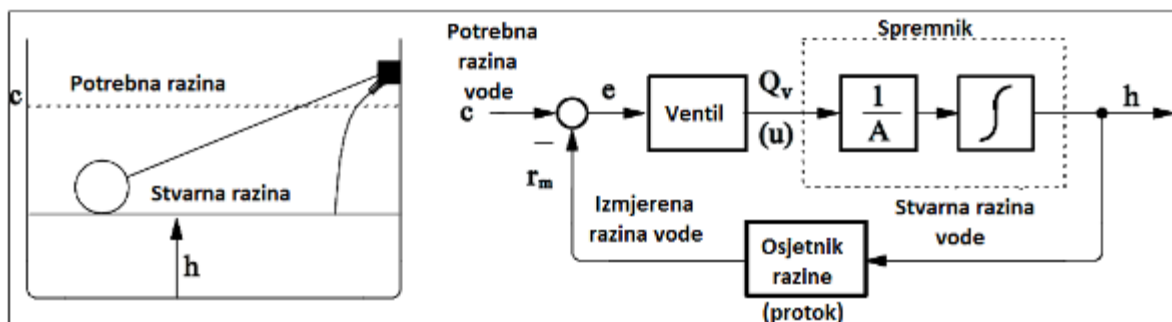 Potrebna razina
c
Stvarna razina
h
Potrebna
razina
vode
c
−
r_m
e
Ventil
Q_v
(u)
Spremnik
1
A
∫
h
Izmjerena
razina vode
Stvarna razina
vode
Osjetnik
razine
(protok)